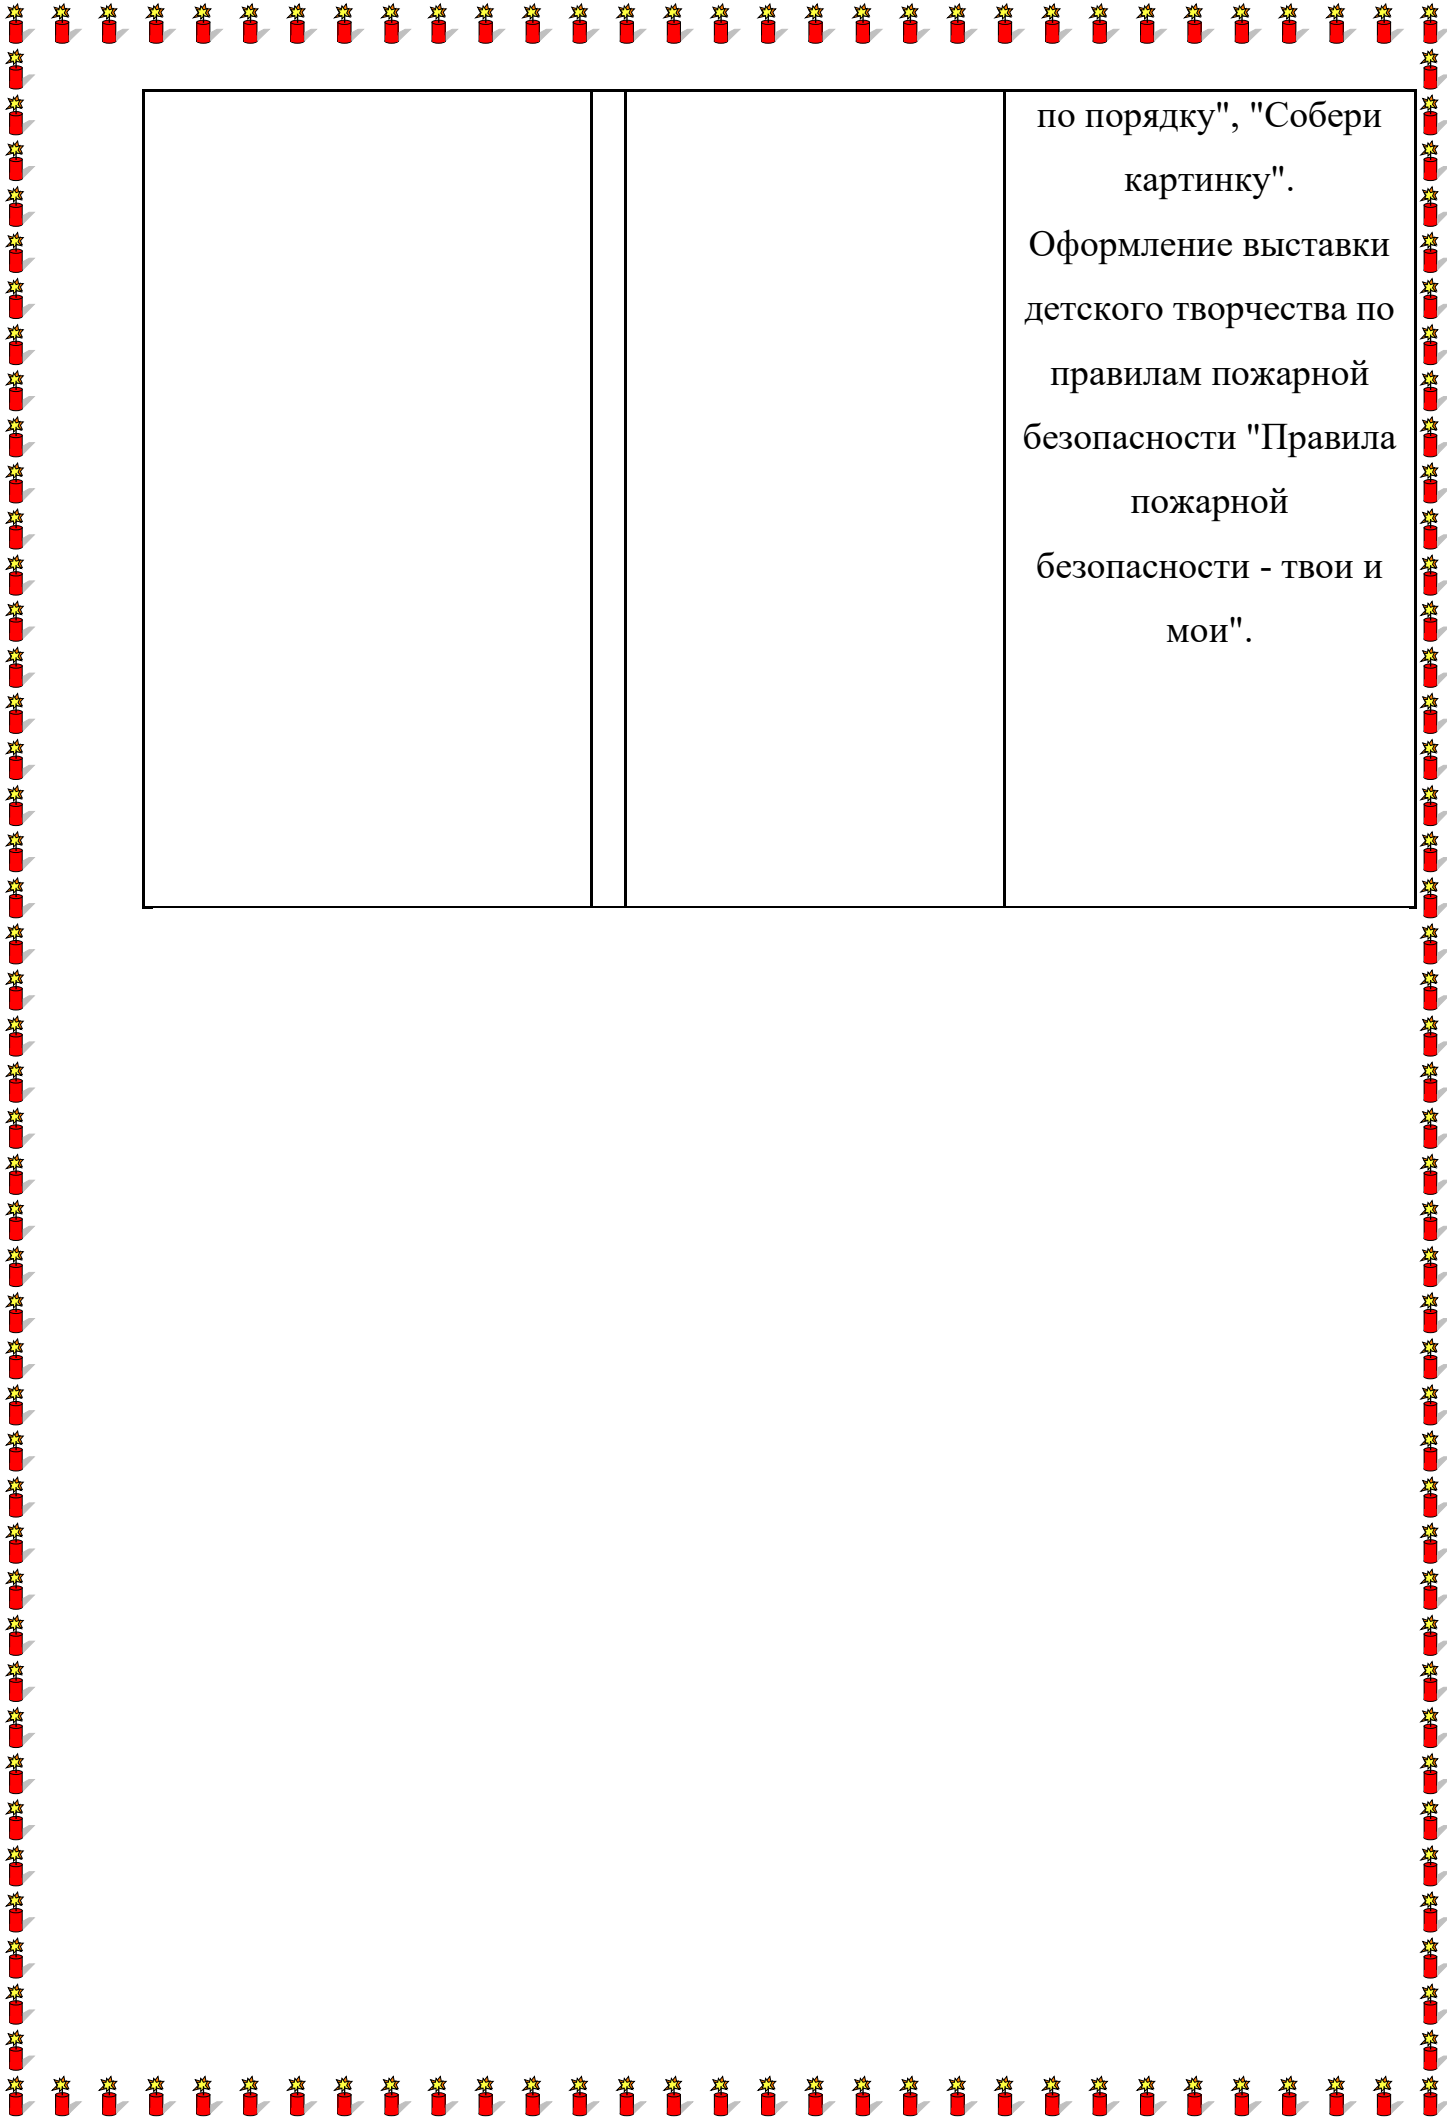 по порядку", "Собери
картинку".
Оформление выставки
детского творчества по
правилам пожарной
безопасности "Правила
пожарной
безопасности - твои и
мои".